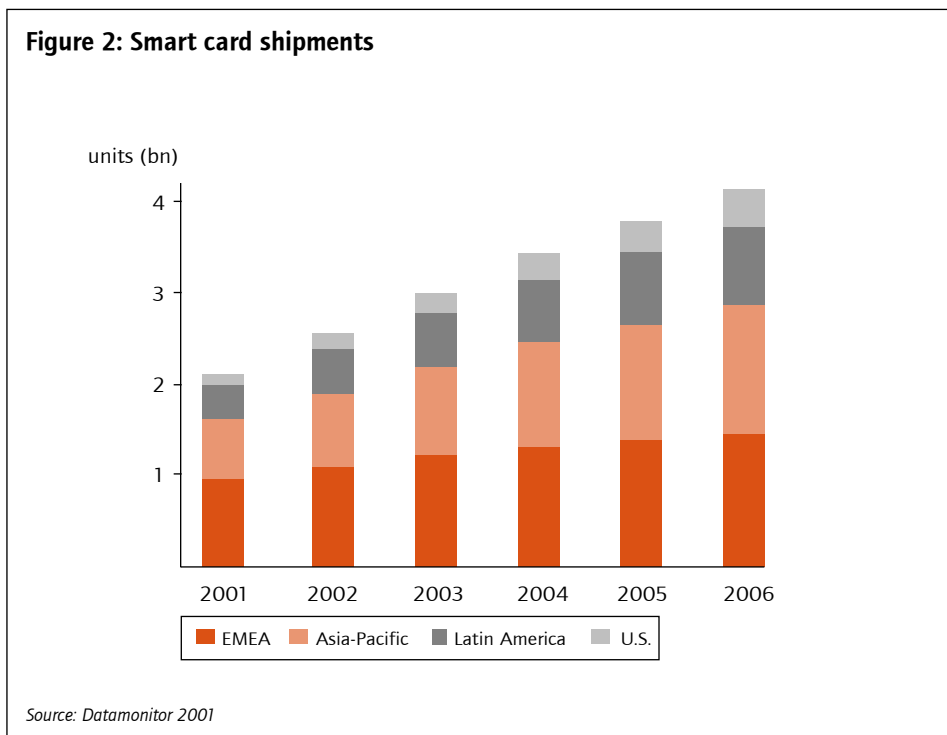 Figure 2: Smart card shipments
units (bn)
4
3
2
1
2001 2002 2003 2004 2005 2006
EMEA Asia-Pacific Latin America U.S.
Source: Datamonitor 2001